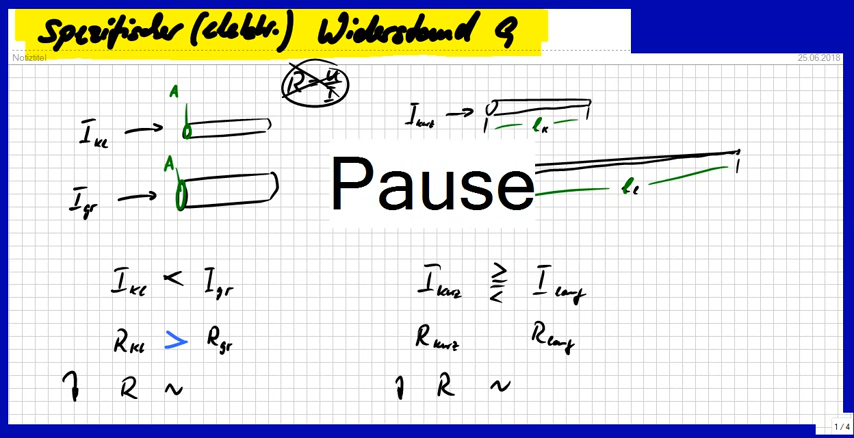 Spezifischer (elektr.) Widerstand ϱ
Notiztitel
25.06.2018
R = U/I
A
I_kl →
I_kurz →
l_k
A
I_gr →
Pause
l_l
I_kl < I_gr
I_kurz ≷ I_lang
R_kl > R_gr
R_kurz R_lang
R ~
R ~
1 / 4